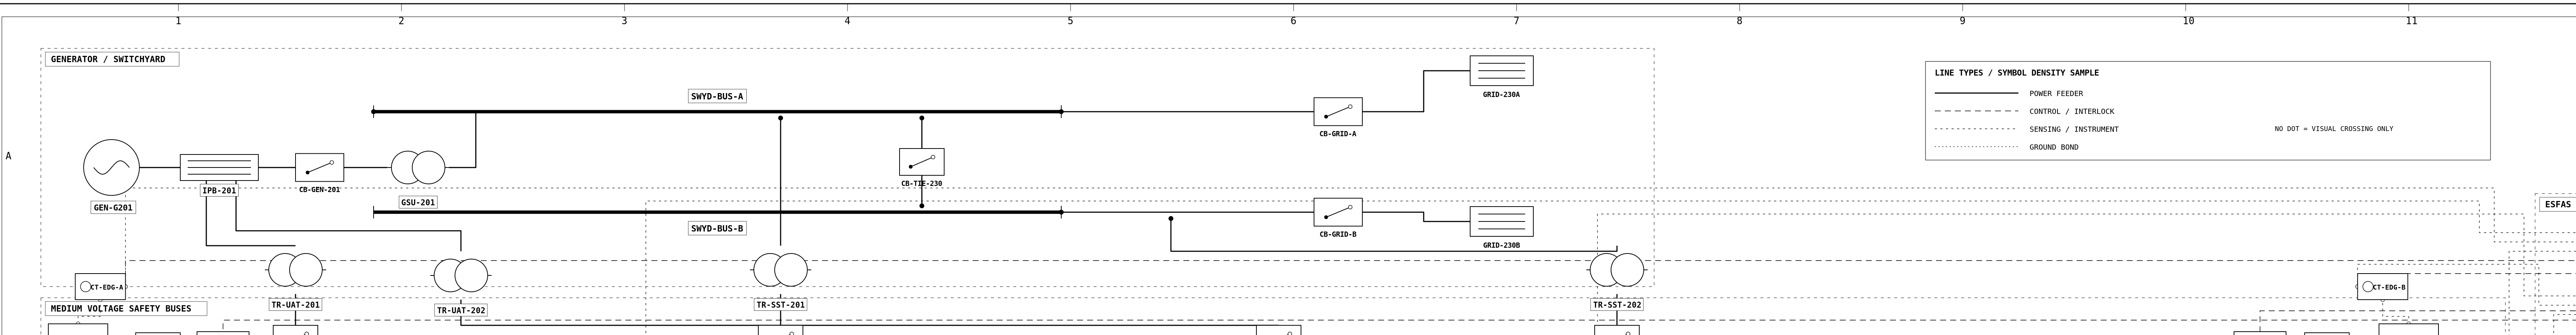 1 2 3 4 5 6 7 8 9 10 11
GENERATOR / SWITCHYARD
SWYD-BUS-A
GRID-230A
CB-GRID-A
LINE TYPES / SYMBOL DENSITY SAMPLE
POWER FEEDER
CONTROL / INTERLOCK
SENSING / INSTRUMENT
NO DOT = VISUAL CROSSING ONLY
GROUND BOND
A
IPB-201
CB-GEN-201
CB-TIE-230
GEN-G201
GSU-201
SWYD-BUS-B
CB-GRID-B
GRID-230B
ESFAS
CT-EDG-A
CT-EDG-B
TR-UAT-201
TR-UAT-202
TR-SST-201
TR-SST-202
MEDIUM VOLTAGE SAFETY BUSES